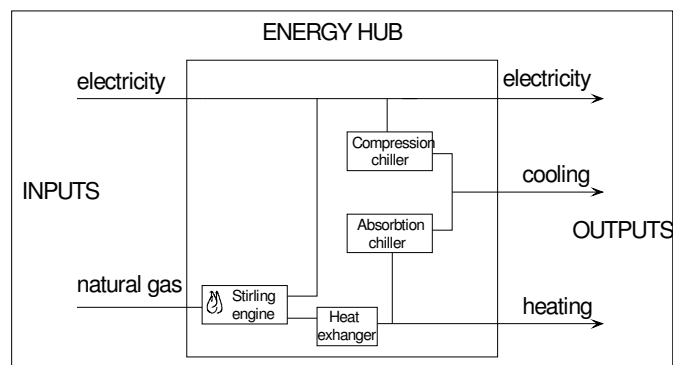 ENERGY HUB
electricity
electricity
Compression
chiller
cooling
INPUTS
Absorbtion
chiller
OUTPUTS
natural gas
Stirling
engine
heating
Heat
exhanger